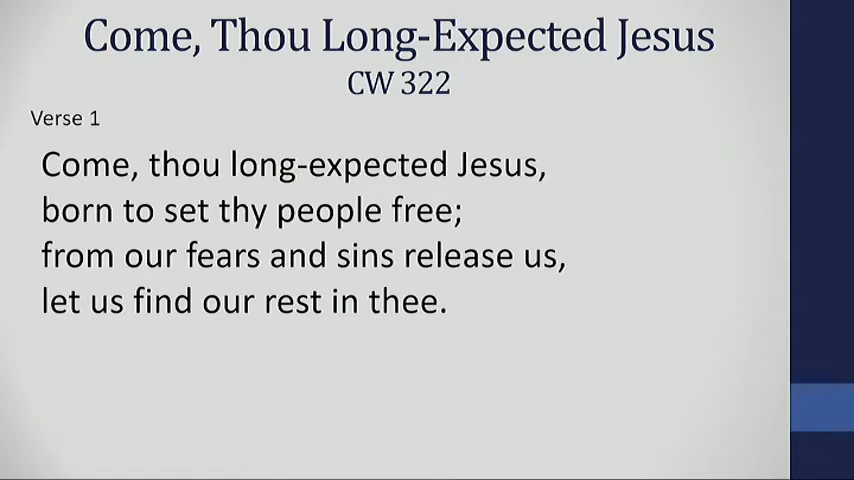 Come, Thou Long-Expected Jesus
CW 322
Verse 1
Come, thou long-expected Jesus,
born to set thy people free;
from our fears and sins release us,
let us find our rest in thee.